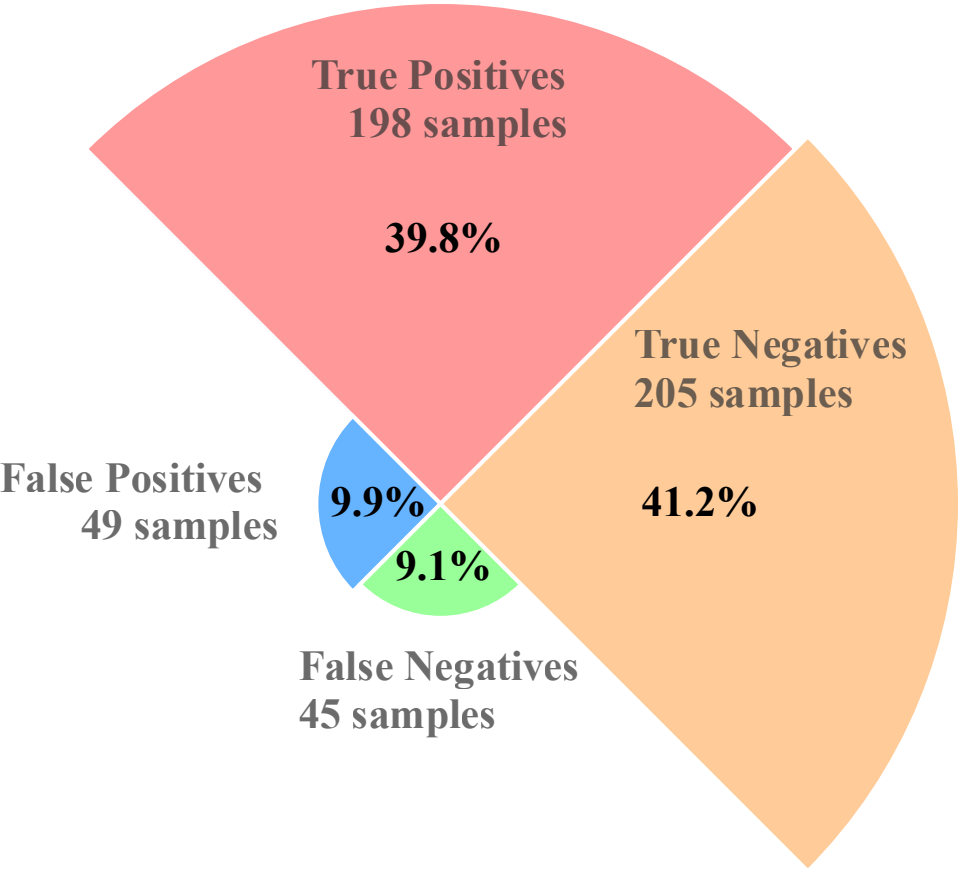 True Positives
198 samples
39.8%
True Negatives
205 samples
41.2%
False Positives
49 samples
9.9%
9.1%
False Negatives
45 samples